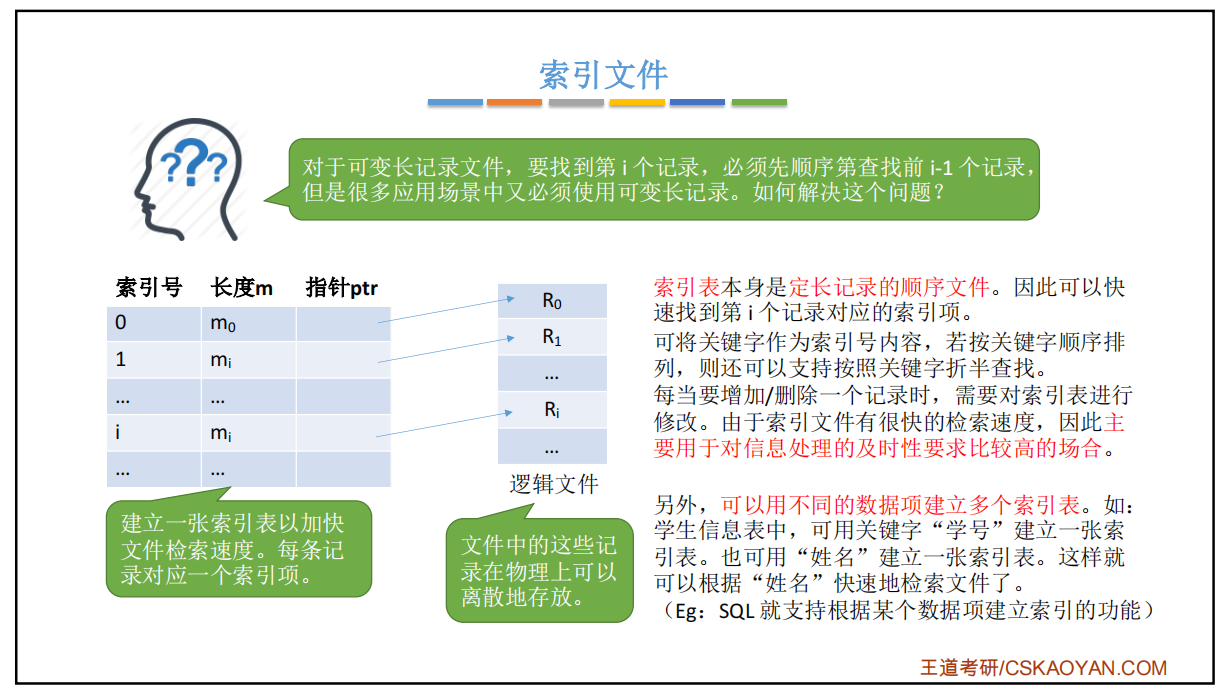 索引文件
???
对于可变长记录文件，要找到第 i 个记录，必须先顺序第查找前 i-1 个记录，
但是很多应用场景中又必须使用可变长记录。如何解决这个问题？
索引号 长度m 指针ptr
0 m0
1 mi
... ...
i mi
... ...
R0
R1
...
Ri
...
逻辑文件
建立一张索引表以加快
文件检索速度。每条记
录对应一个索引项。
文件中的这些记
录在物理上可以
离散地存放。
索引表本身是定长记录的顺序文件。因此可以快
速找到第 i 个记录对应的索引项。
可将关键字作为索引号内容，若按关键字顺序排
列，则还可以支持按照关键字折半查找。
每当要增加/删除一个记录时，需要对索引表进行
修改。由于索引文件有很快的检索速度，因此主
要用于对信息处理的及时性要求比较高的场合。
另外，可以用不同的数据项建立多个索引表。如：
学生信息表中，可用关键字“学号”建立一张索
引表。也可用“姓名”建立一张索引表。这样就
可以根据“姓名”快速地检索文件了。
（Eg：SQL 就支持根据某个数据项建立索引的功能）
王道考研/CSKAOYAN.COM